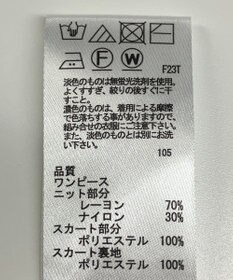 F W
F23T
淡色のものは無蛍光洗剤を使用。
よくすすぎ、絞りの後すぐに干
すこと。
濃色のものは、着用による摩擦
で色落ちする事がありますので、
組み合せの衣服にご注意下さい。
また、淡色のものとは別にお洗
い下さい。
105
品質
ワンピース
ニット部分
レーヨン 70%
ナイロン 30%
スカート部分
ポリエステル 100%
スカート裏地
ポリエステル 100%